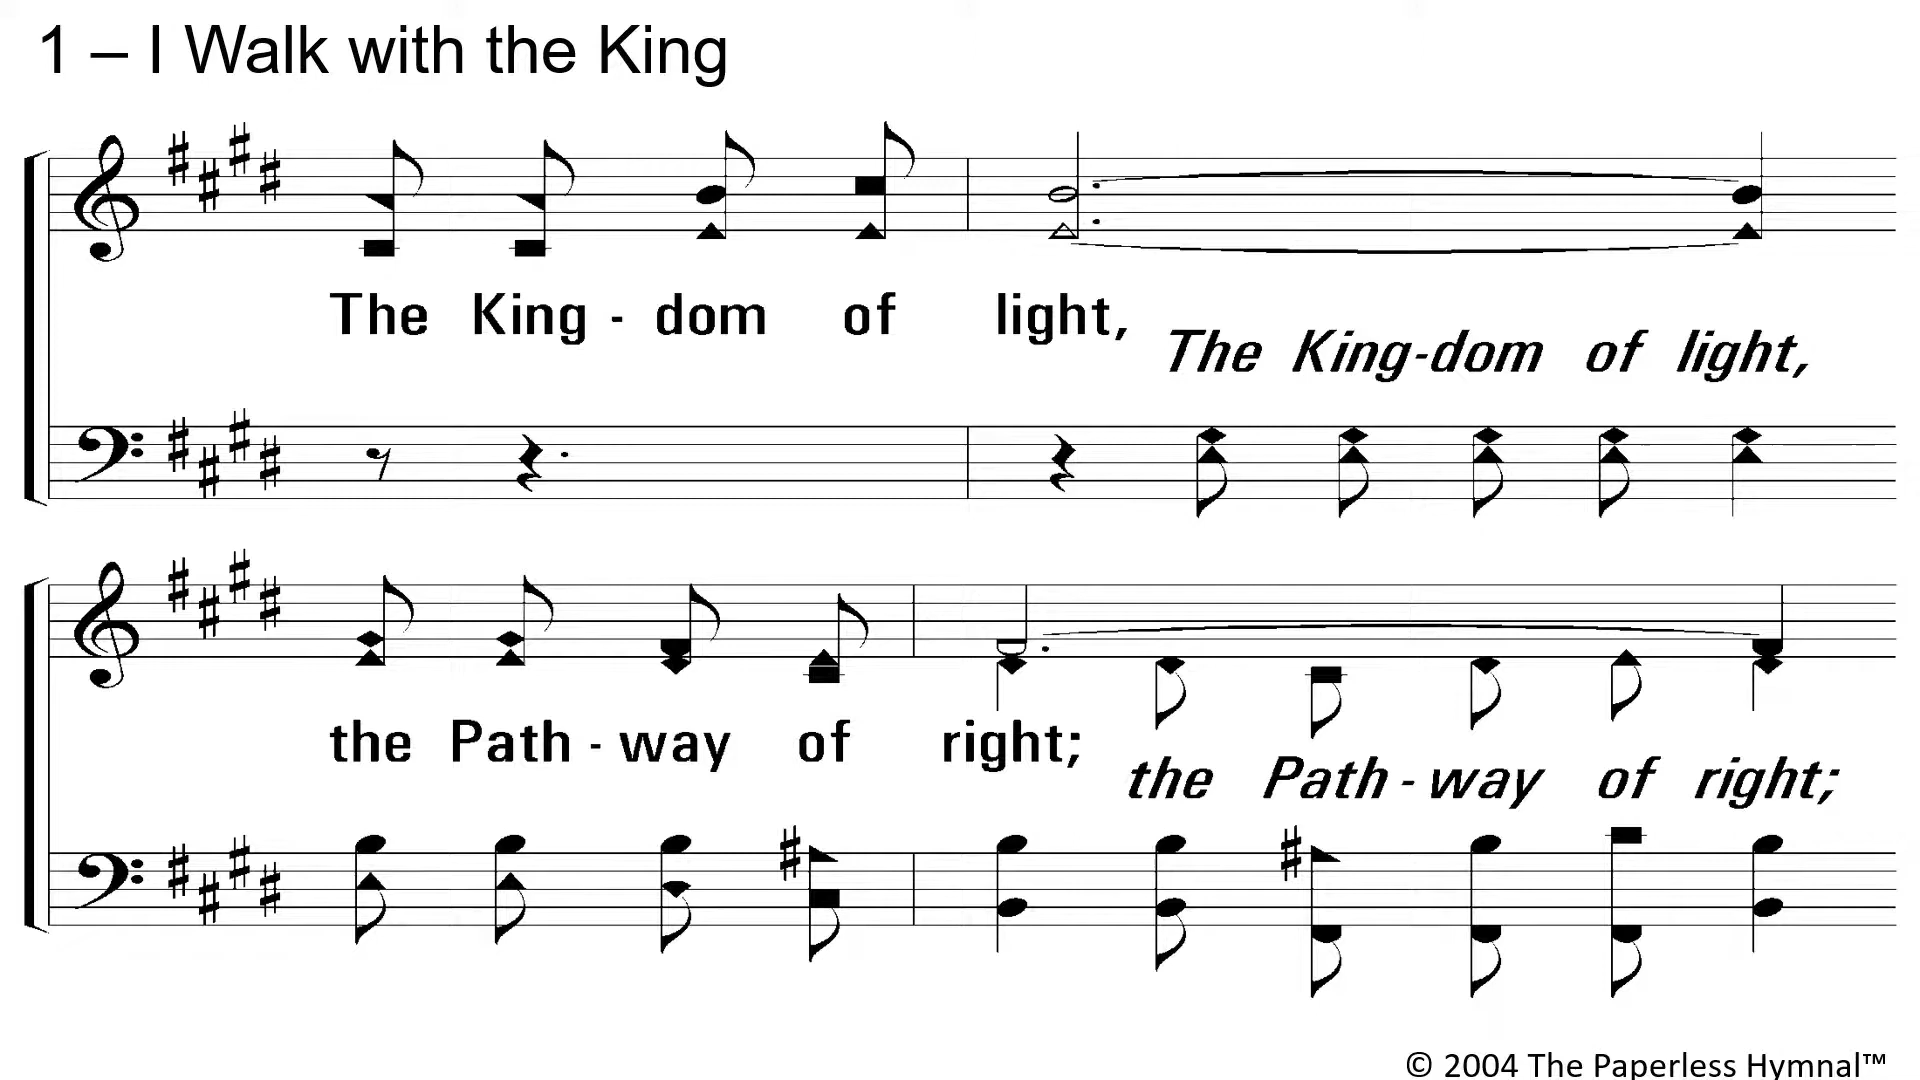 1 – I Walk with the King
The King - dom of light,
The King-dom of light,
the Path - way of right;
the Path - way of right;
© 2004 The Paperless Hymnal™